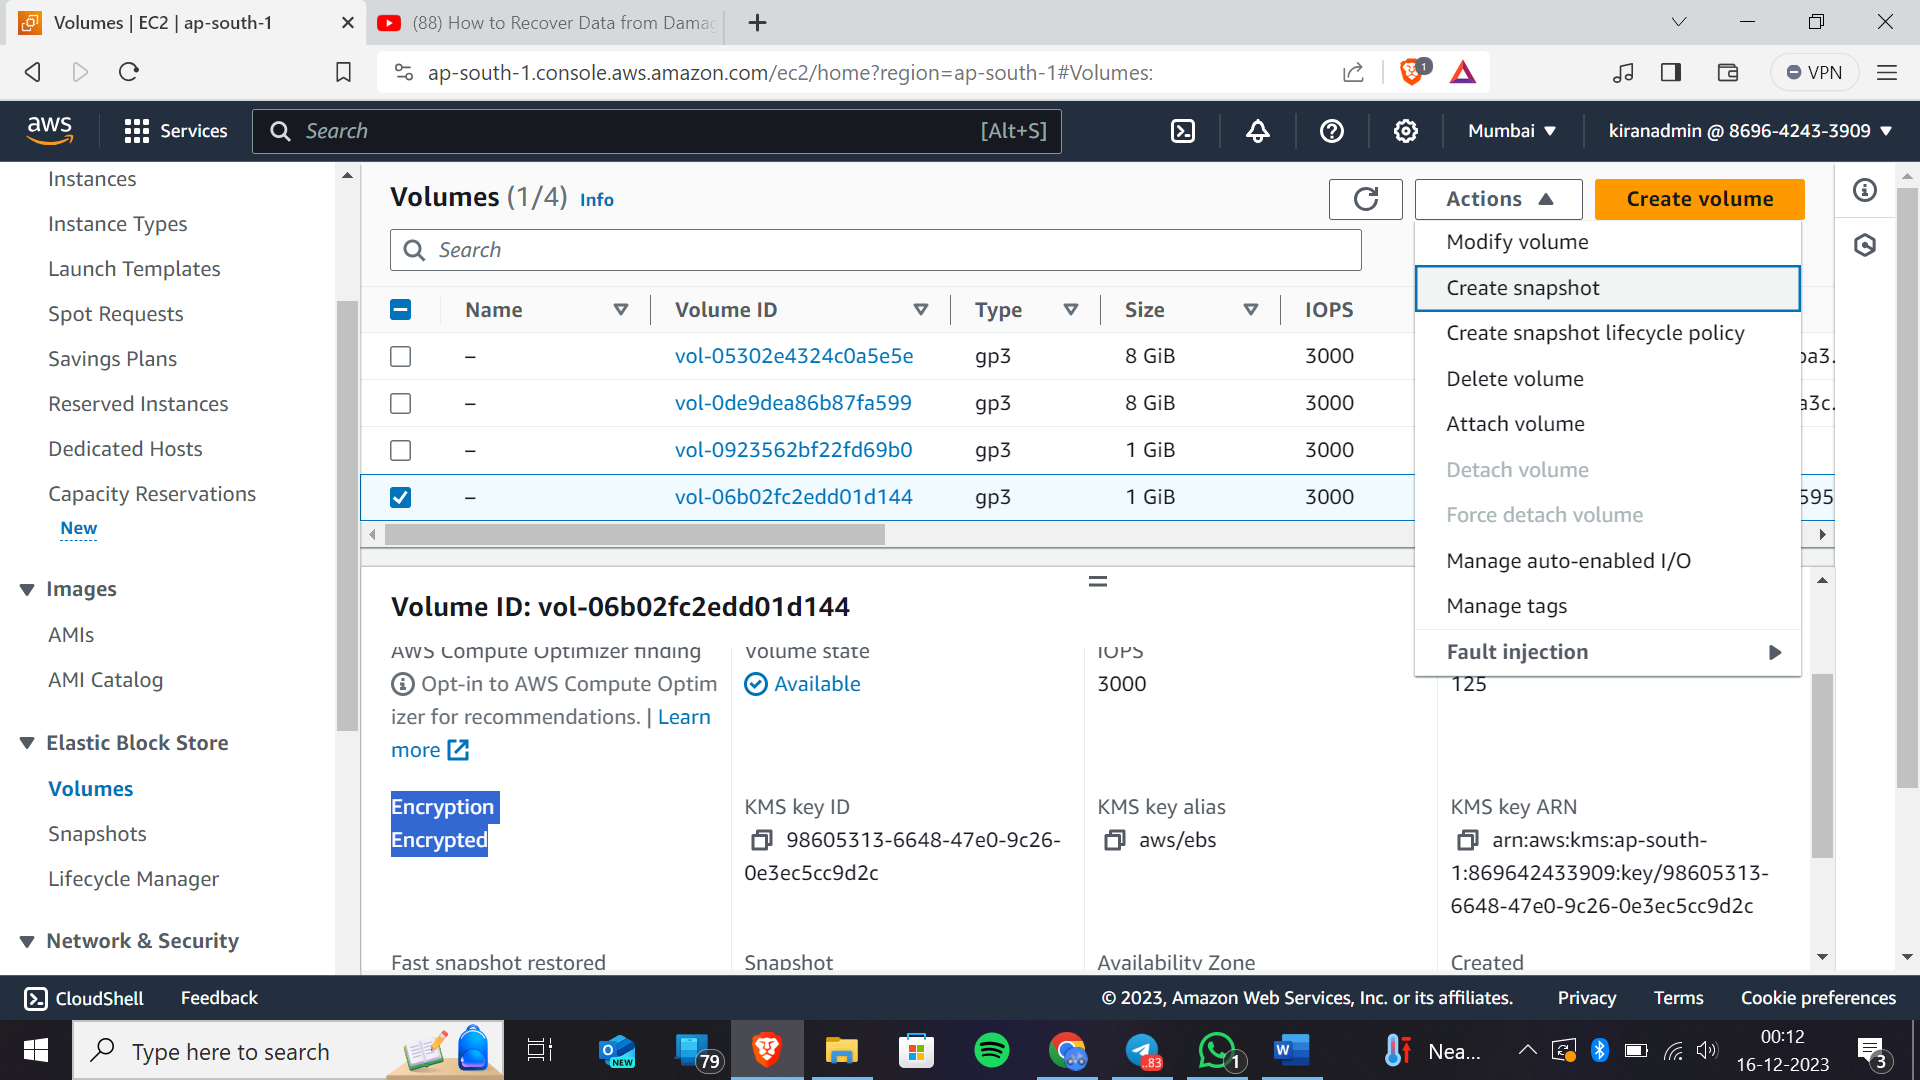 Volumes | EC2 | ap-south-1
(88) How to Recover Data from Damag
ap-south-1.console.aws.amazon.com/ec2/home?region=ap-south-1#Volumes:
1
VPN
aws
Services
Search
[Alt+S]
Mumbai
kiranadmin @ 8696-4243-3909
Instances
Instance Types
Launch Templates
Spot Requests
Savings Plans
Reserved Instances
Dedicated Hosts
Capacity Reservations
New
Images
AMIs
AMI Catalog
Elastic Block Store
Volumes
Snapshots
Lifecycle Manager
Network & Security
Volumes (1/4) Info
Actions
Create volume
Search
Name Volume ID Type Size IOPS
– vol-05302e4324c0a5e5e gp3 8 GiB 3000
– vol-0de9dea86b87fa599 gp3 8 GiB 3000 a3c.
– vol-0923562bf22fd69b0 gp3 1 GiB 3000
– vol-06b02fc2edd01d144 gp3 1 GiB 3000 595
Modify volume
Create snapshot
Create snapshot lifecycle policy
Delete volume
Attach volume
Detach volume
Force detach volume
Manage auto-enabled I/O
Manage tags
Fault injection
Volume ID: vol-06b02fc2edd01d144
AWS Compute Optimizer finding
Opt-in to AWS Compute Optim
izer for recommendations. | Learn
more
Volume state
Available
IOPS
3000
125
Encryption
Encrypted
KMS key ID
98605313-6648-47e0-9c26-
0e3ec5cc9d2c
KMS key alias
aws/ebs
KMS key ARN
arn:aws:kms:ap-south-
1:869642433909:key/98605313-
6648-47e0-9c26-0e3ec5cc9d2c
Fast snapshot restored
Snapshot
Availability Zone
Created
CloudShell
Feedback
© 2023, Amazon Web Services, Inc. or its affiliates.
Privacy
Terms
Cookie preferences
Type here to search
NEW
79
..83
1
W
Nea...
00:12
16-12-2023
3